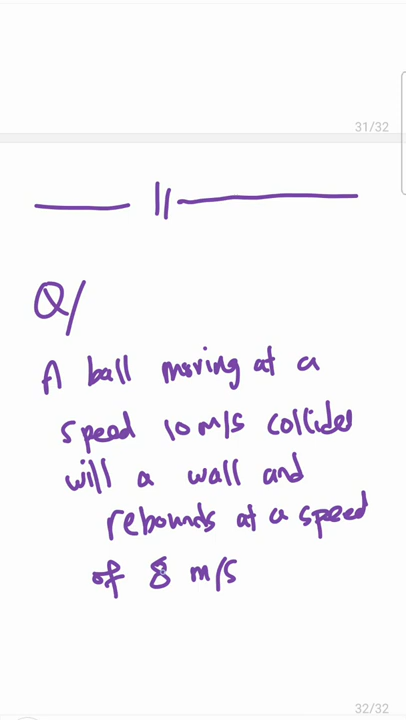 31/32
Q/
A ball moving at a
speed 10 m/s collides
will a wall and
rebounds at a speed
of 8 m/s
32/32